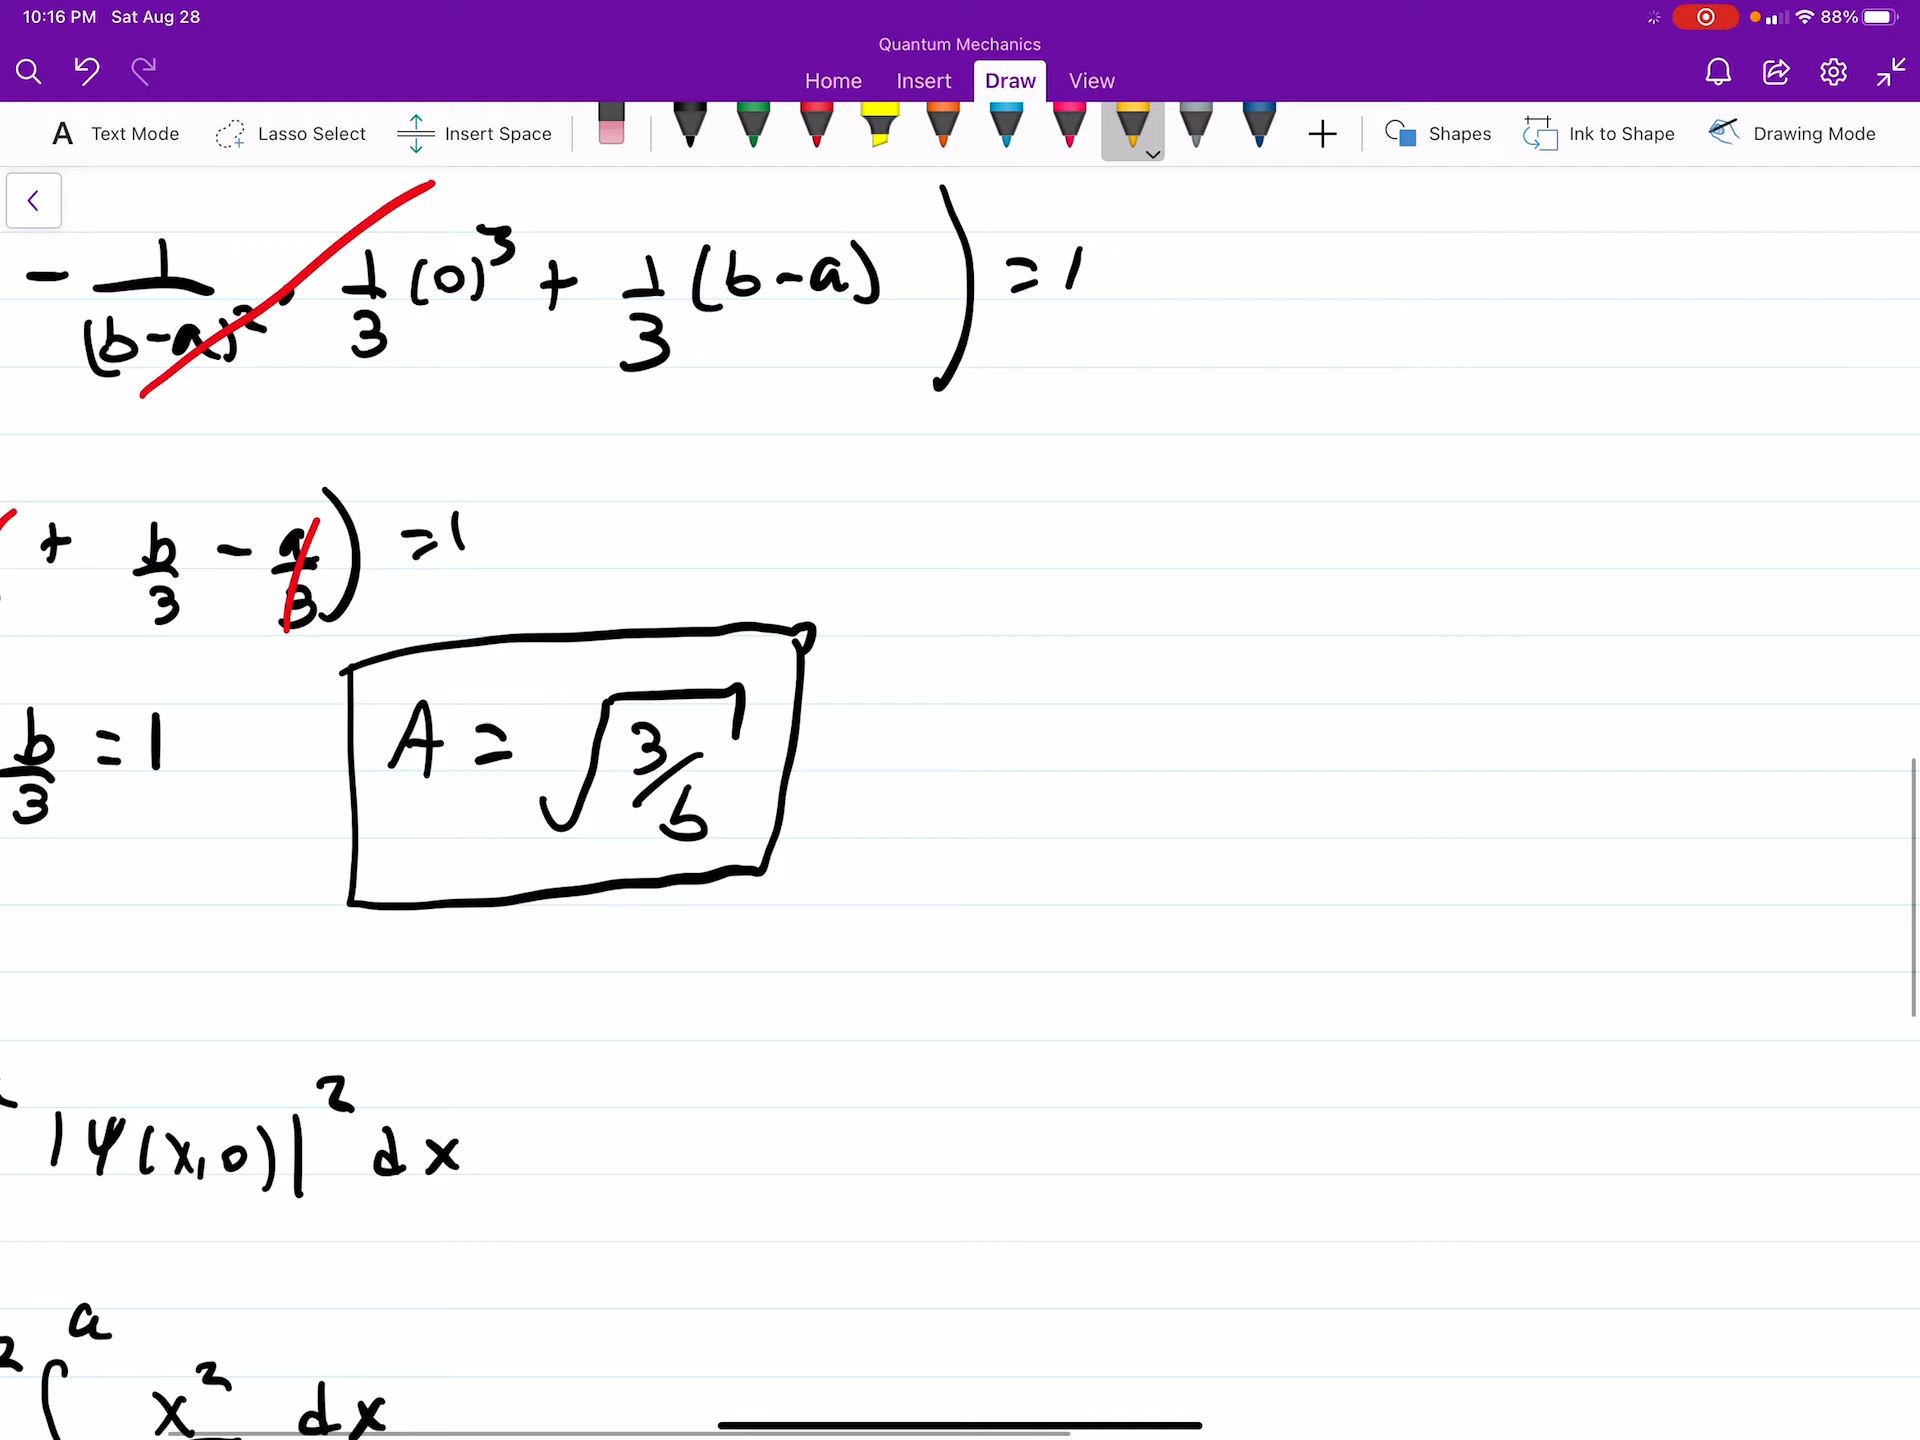 10:16 PM Sat Aug 28 88%
Quantum Mechanics
Home Insert Draw View
A Text Mode Lasso Select Insert Space Shapes Ink to Shape Drawing Mode
- 1/(b-a)² · 1/3 (0)³ + 1/3 (b-a) ) = 1
+ b/3 - a/3 ) = 1
b/3 = 1 A = √(3/b)
|Ψ(x,0)|² dx
2 ∫ a x² dx